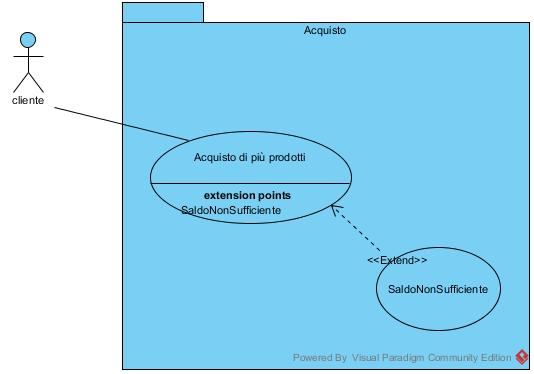 Acquisto
cliente
Acquisto di più prodotti
extension points
SaldoNonSufficiente
<<Extend>>
SaldoNonSufficiente
Powered By Visual Paradigm Community Edition